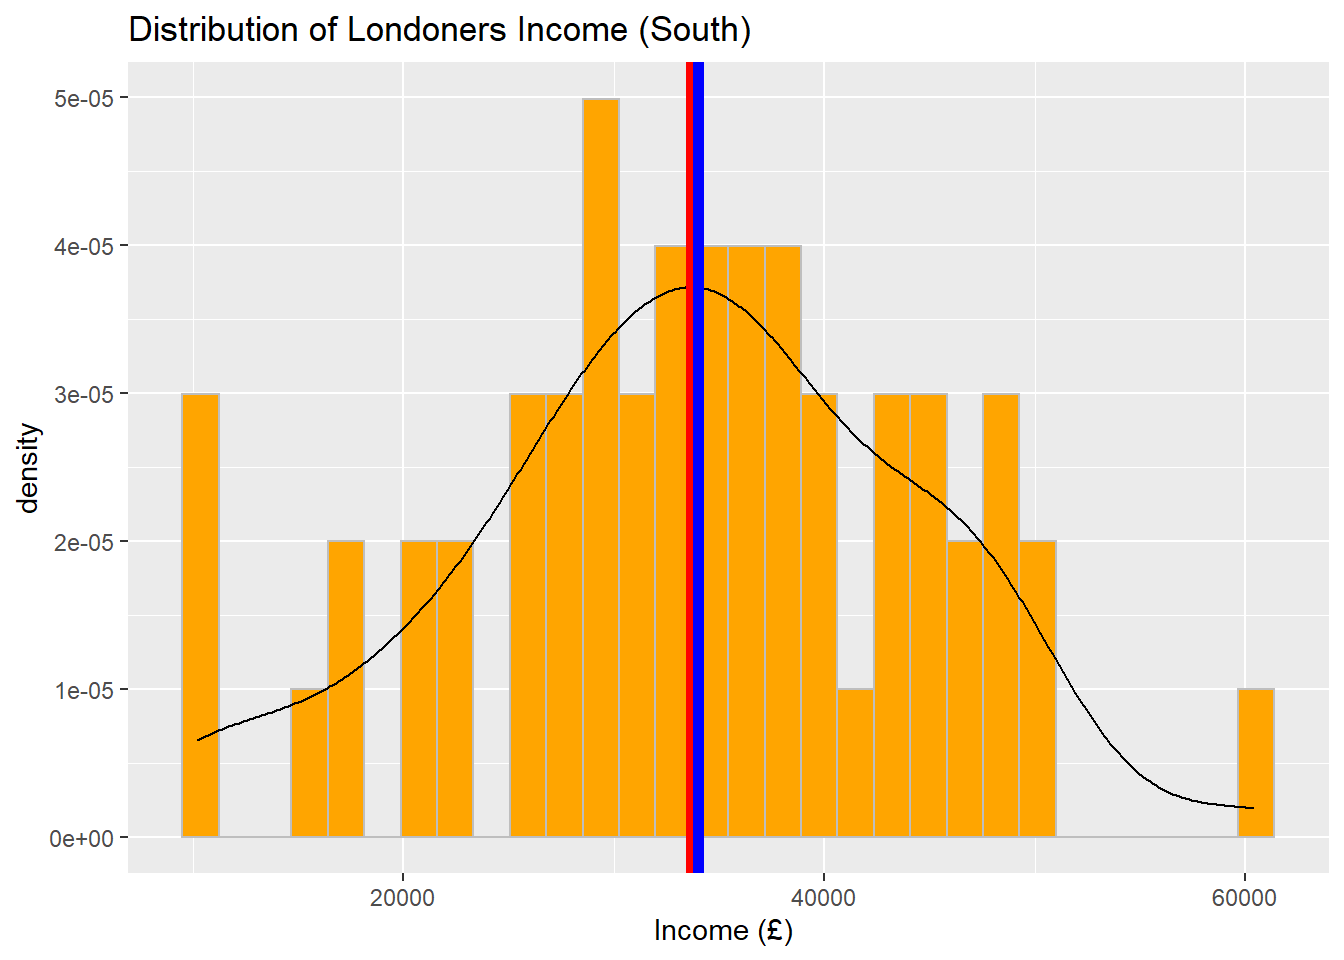 Distribution of Londoners Income (South)
5e-05
4e-05
3e-05
2e-05
1e-05
0e+00
density
20000
40000
60000
Income (£)